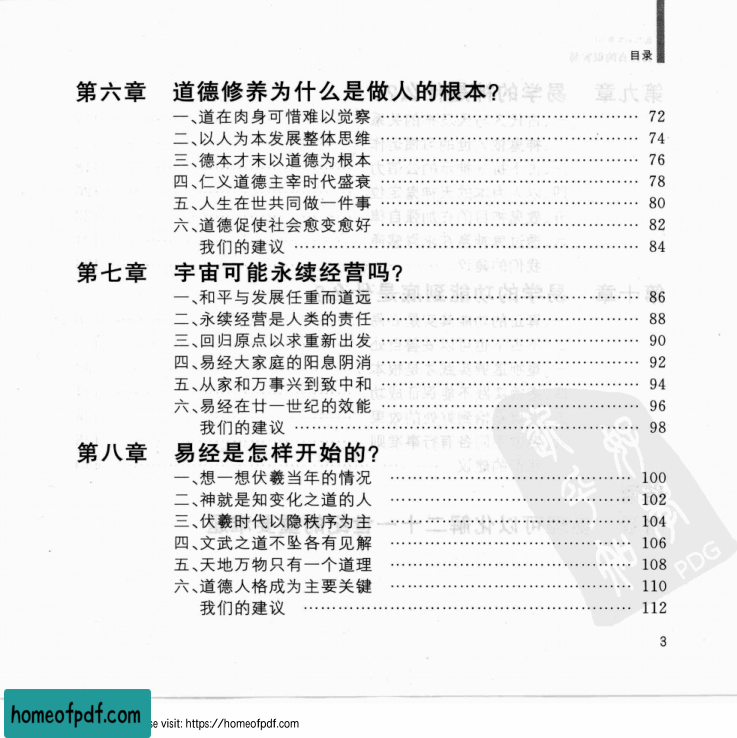 目录
第六章 道德修养为什么是做人的根本?
一、道在肉身可惜难以觉察 …………………………… 72
二、以人为本发展整体思维 …………………………… 74
三、德本才末以道德为根本 …………………………… 76
四、仁义道德主宰时代盛衰 …………………………… 78
五、人生在世共同做一件事 …………………………… 80
六、道德促使社会愈变愈好 …………………………… 82
我们的建议 …………………………………… 84
第七章 宇宙可能永续经营吗?
一、和平与发展任重而道远 …………………………… 86
二、永续经营是人类的责任 …………………………… 88
三、回归原点以求重新出发 …………………………… 90
四、易经大家庭的阳息阴消 …………………………… 92
五、从家和万事兴到致中和 …………………………… 94
六、易经在廿一世纪的效能 …………………………… 96
我们的建议 …………………………………… 98
第八章 易经是怎样开始的?
一、想一想伏羲当年的情况 ………………………… 100
二、神就是知变化之道的人 ………………………… 102
三、伏羲时代以隐秩序为主 ………………………… 104
四、文武之道不坠各有见解 ………………………… 106
五、天地万物只有一个道理 ………………………… 108
六、道德人格成为主要关键 ………………………… 110
我们的建议 ………………………………… 112
PDG
3
homeofpdf.com
se visit: https://homeofpdf.com